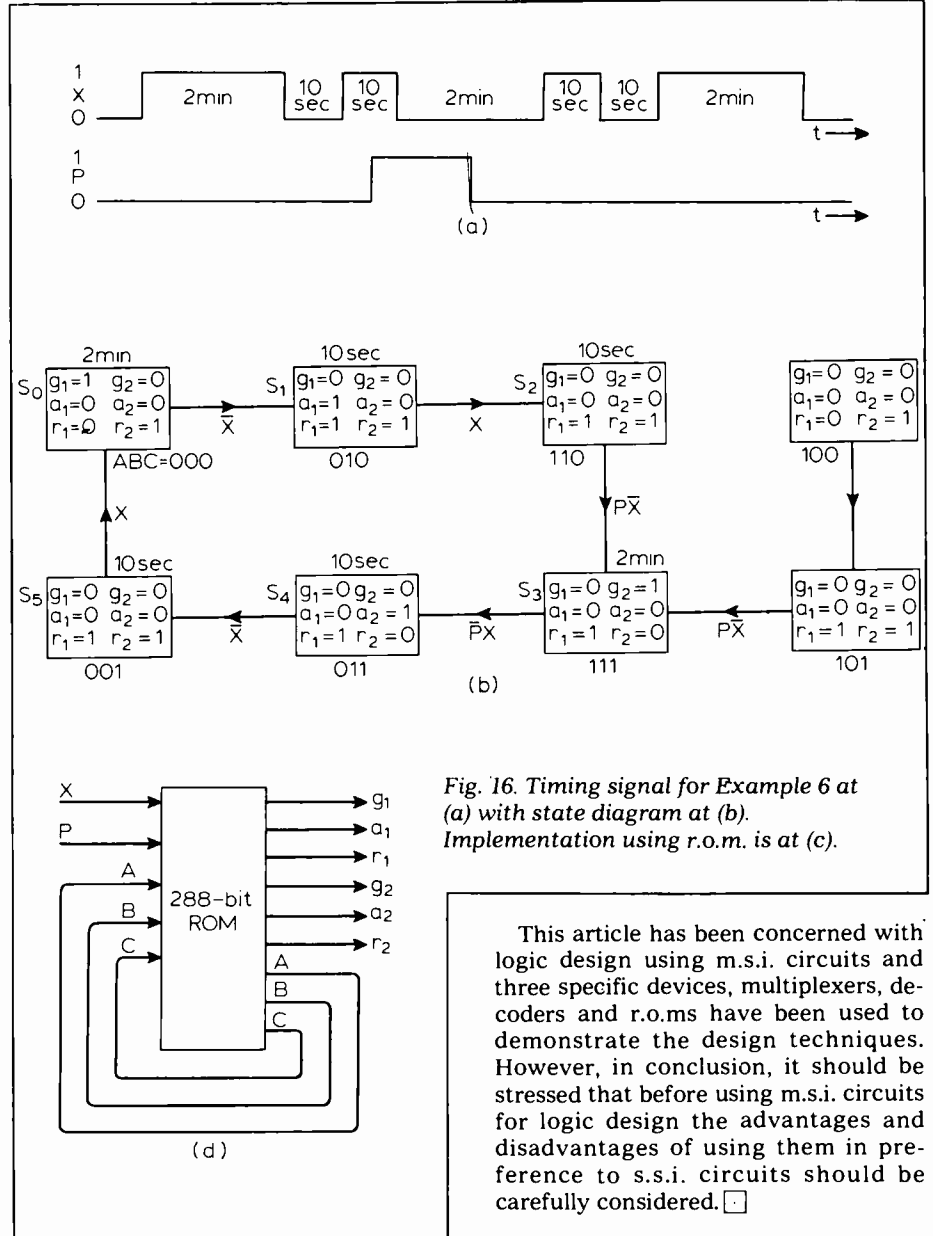 1
X
0
2min
10
sec
10
sec
2min
10
sec
10
sec
2min
t
1
P
0
t
(a)
2min
S0 g1=1 g2=0
a1=0 a2=0
r1=0 r2=1
ABC=000
X̄
10sec
S1 g1=0 g2=0
a1=1 a2=0
r1=1 r2=1
010
X
10sec
S2 g1=0 g2=0
a1=0 a2=0
r1=1 r2=1
110
g1=0 g2=0
a1=0 a2=0
r1=0 r2=1
100
X
PX̄
10sec
S5 g1=0 g2=0
a1=0 a2=0
r1=1 r2=1
001
X̄
10sec
S4 g1=0 g2=0
a1=0 a2=1
r1=1 r2=0
011
P̄X
2min
S3 g1=0 g2=1
a1=0 a2=0
r1=1 r2=0
111
PX̄
g1=0 g2=0
a1=0 a2=0
r1=1 r2=1
101
(b)
X
P
A
B
C
288-bit
ROM
g1
a1
r1
g2
a2
r2
A
B
C
(d)
Fig. 16. Timing signal for Example 6 at
(a) with state diagram at (b).
Implementation using r.o.m. is at (c).
This article has been concerned with
logic design using m.s.i. circuits and
three specific devices, multiplexers, de-
coders and r.o.ms have been used to
demonstrate the design techniques.
However, in conclusion, it should be
stressed that before using m.s.i. circuits
for logic design the advantages and
disadvantages of using them in pre-
ference to s.s.i. circuits should be
carefully considered.